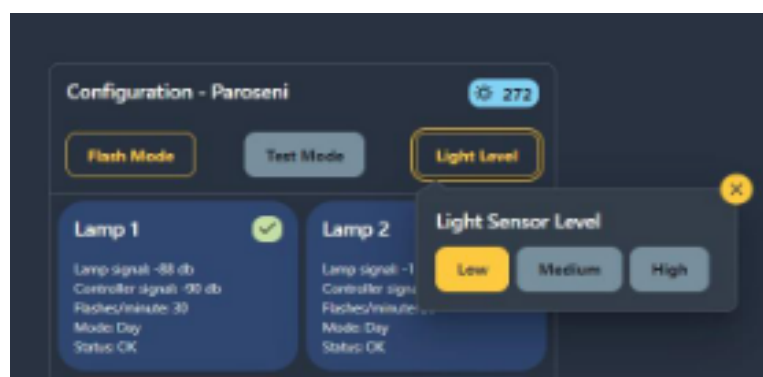 Configuration - Paroseni
272
Flash Mode
Test Mode
Light Level
Lamp 1
Lamp signal: -88 db
Controller signal: -90 db
Flashes/minute: 30
Mode: Day
Status: OK
Lamp 2
Lamp signal: -1
Controller signa
Flashes/minute:
Mode: Day
Status: OK
Light Sensor Level
Low
Medium
High